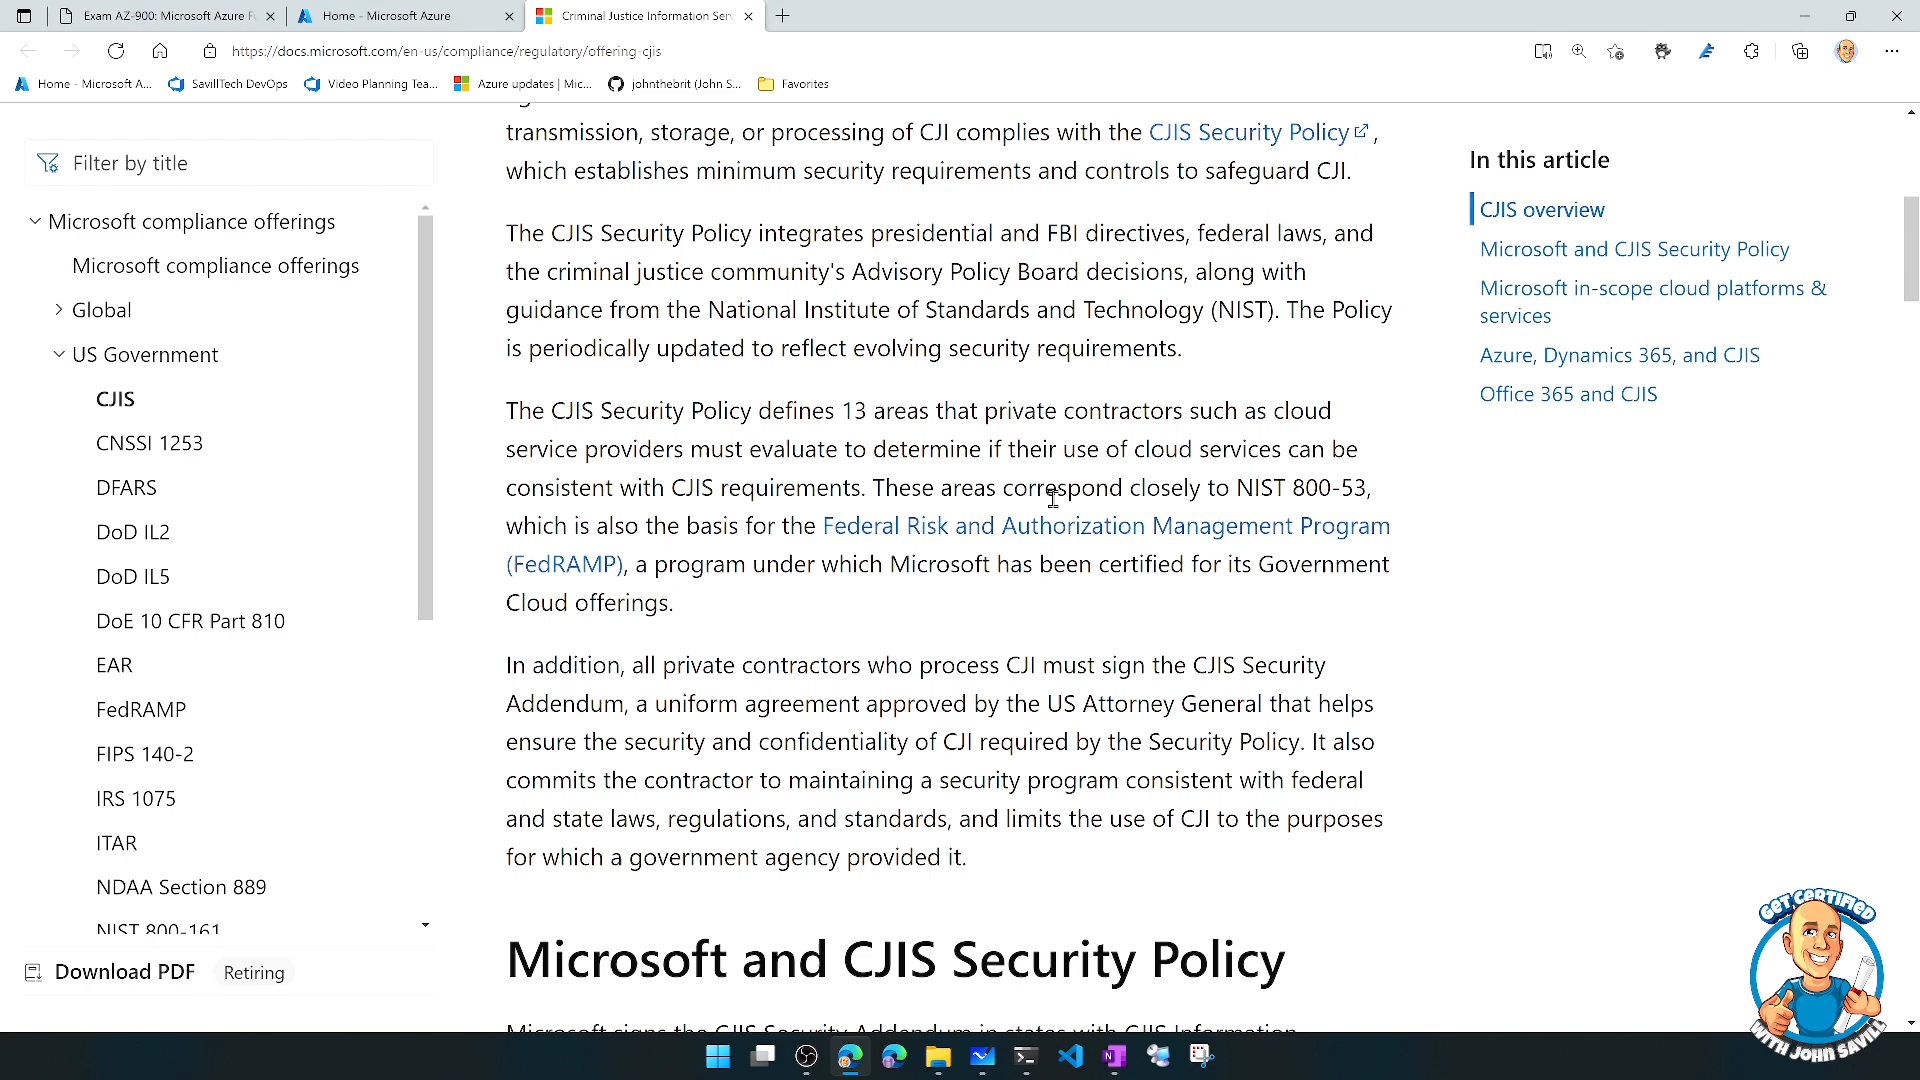 Exam AZ-900: Microsoft Azure F
Home - Microsoft Azure
Criminal Justice Information Ser
https://docs.microsoft.com/en-us/compliance/regulatory/offering-cjis
Home - Microsoft A...
SavillTech DevOps
Video Planning Tea...
Azure updates | Mic...
johnthebrit (John S...
Favorites
Filter by title
Microsoft compliance offerings
Microsoft compliance offerings
Global
US Government
CJIS
CNSSI 1253
DFARS
DoD IL2
DoD IL5
DoE 10 CFR Part 810
EAR
FedRAMP
FIPS 140-2
IRS 1075
ITAR
NDAA Section 889
NIST 800-161
Download PDF
Retiring
transmission, storage, or processing of CJI complies with the CJIS Security Policy,
which establishes minimum security requirements and controls to safeguard CJI.
The CJIS Security Policy integrates presidential and FBI directives, federal laws, and
the criminal justice community's Advisory Policy Board decisions, along with
guidance from the National Institute of Standards and Technology (NIST). The Policy
is periodically updated to reflect evolving security requirements.
The CJIS Security Policy defines 13 areas that private contractors such as cloud
service providers must evaluate to determine if their use of cloud services can be
consistent with CJIS requirements. These areas correspond closely to NIST 800-53,
which is also the basis for the Federal Risk and Authorization Management Program
(FedRAMP), a program under which Microsoft has been certified for its Government
Cloud offerings.
In addition, all private contractors who process CJI must sign the CJIS Security
Addendum, a uniform agreement approved by the US Attorney General that helps
ensure the security and confidentiality of CJI required by the Security Policy. It also
commits the contractor to maintaining a security program consistent with federal
and state laws, regulations, and standards, and limits the use of CJI to the purposes
for which a government agency provided it.
Microsoft and CJIS Security Policy
Microsoft signs the CJIS Security Addendum in states with CJIS Information
In this article
CJIS overview
Microsoft and CJIS Security Policy
Microsoft in-scope cloud platforms &
services
Azure, Dynamics 365, and CJIS
Office 365 and CJIS
GET CERTIFIED
WITH JOHN SAVILL